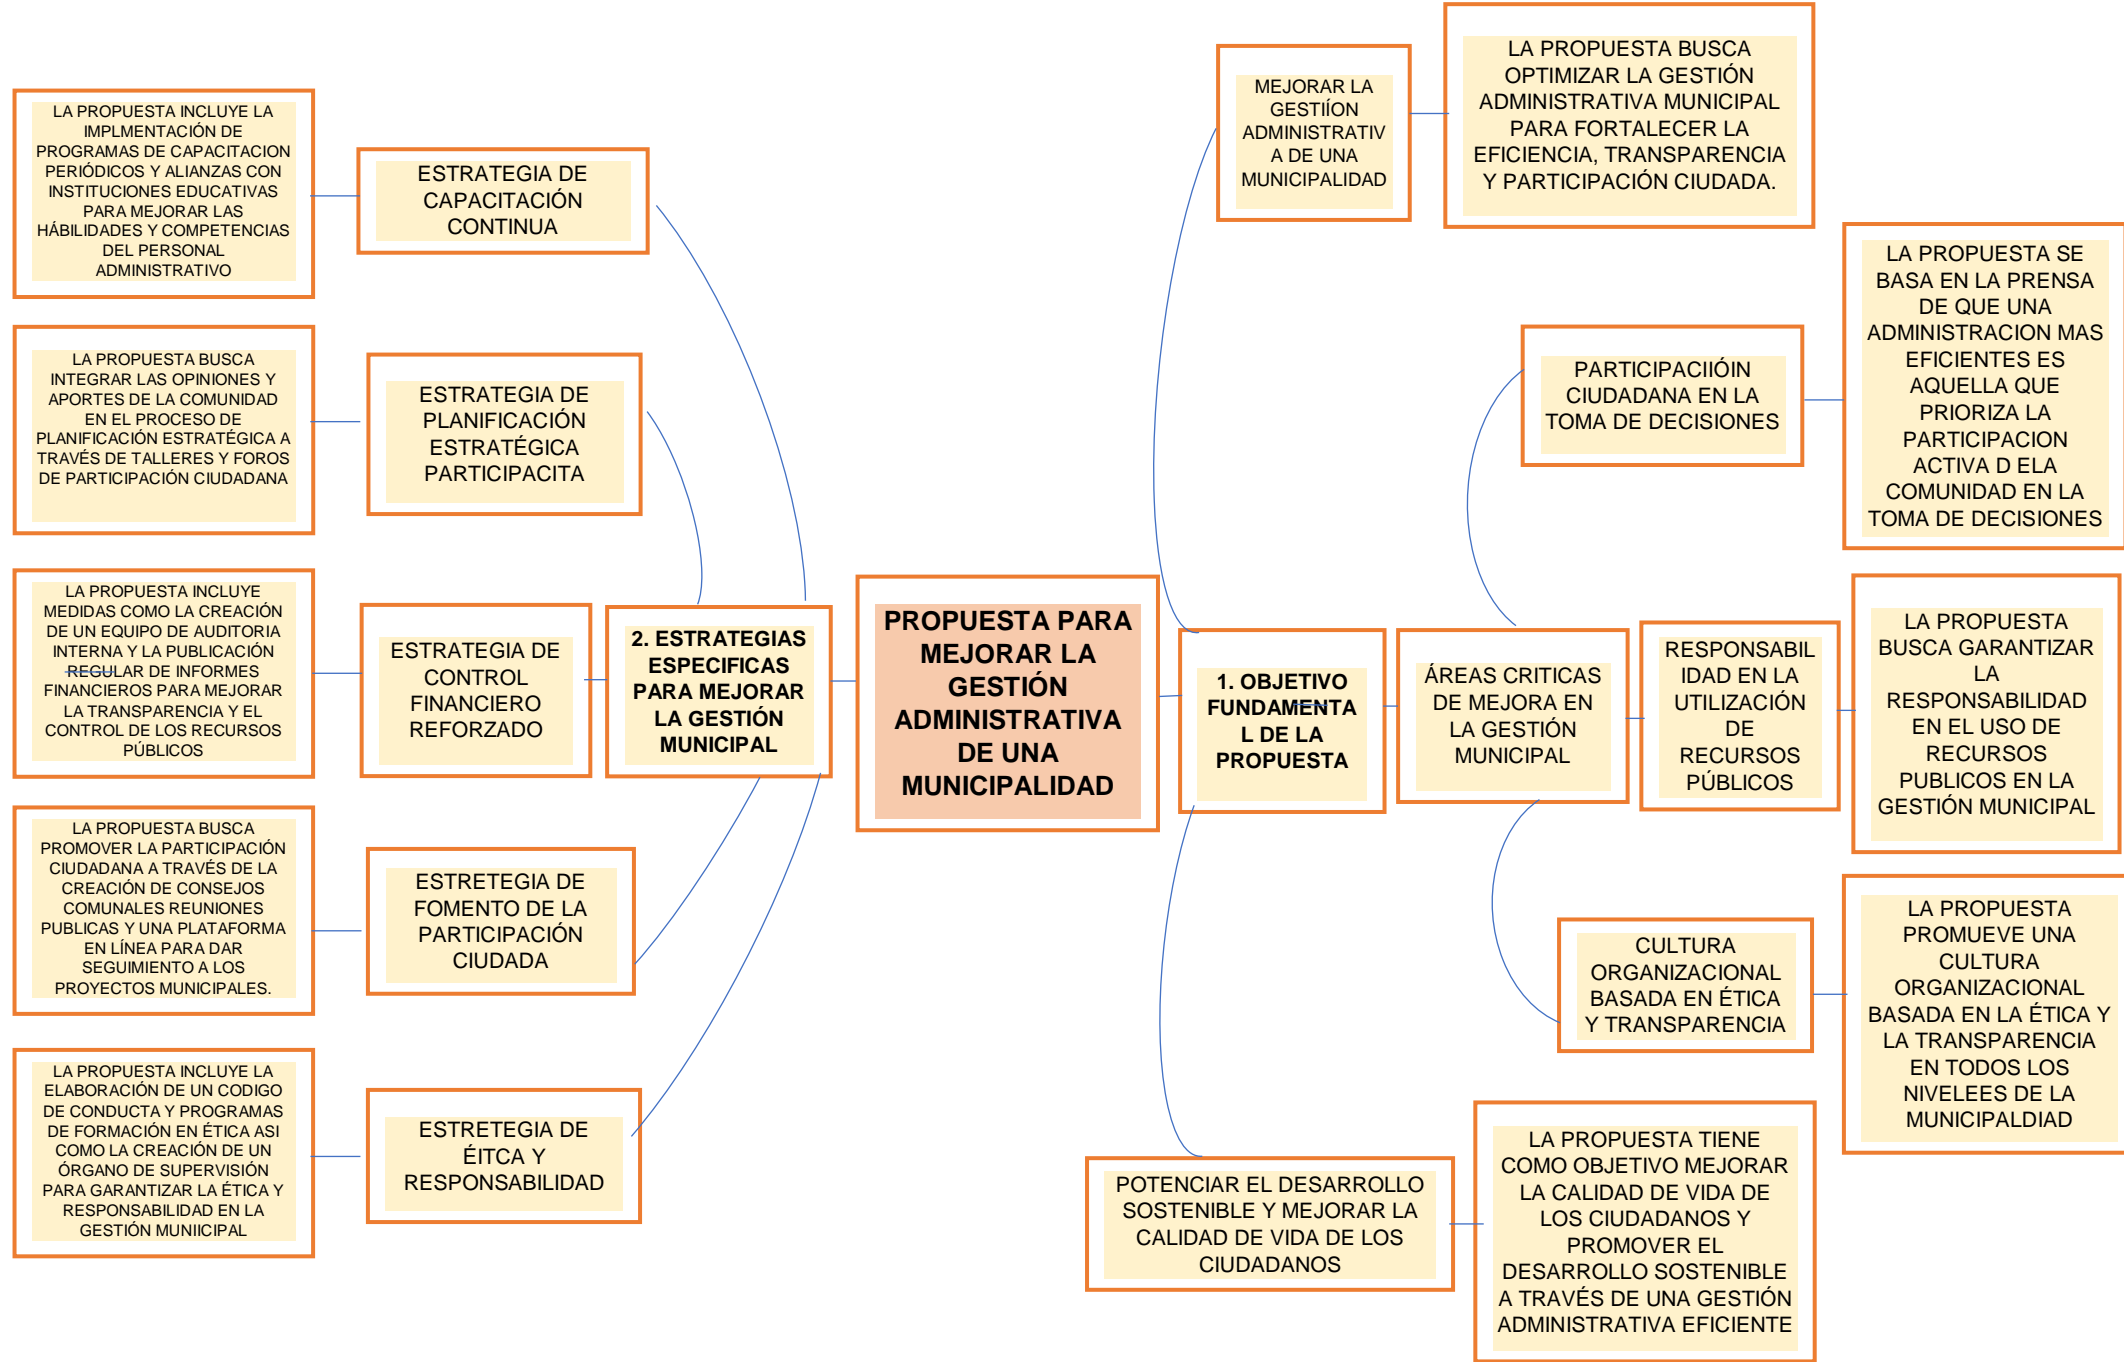 LA PROPUESTA INCLUYE LA
IMPLMENTACIÓN DE
PROGRAMAS DE CAPACITACION
PERIÓDICOS Y ALIANZAS CON
INSTITUCIONES EDUCATIVAS
PARA MEJORAR LAS
HÁBILIDADES Y COMPETENCIAS
DEL PERSONAL
ADMINISTRATIVO
ESTRATEGIA DE
CAPACITACIÓN
CONTINUA
LA PROPUESTA BUSCA
INTEGRAR LAS OPINIONES Y
APORTES DE LA COMUNIDAD
EN EL PROCESO DE
PLANIFICACIÓN ESTRATÉGICA A
TRAVÉS DE TALLERES Y FOROS
DE PARTICIPACIÓN CIUDADANA
ESTRATEGIA DE
PLANIFICACIÓN
ESTRATÉGICA
PARTICIPACITA
LA PROPUESTA INCLUYE
MEDIDAS COMO LA CREACIÓN
DE UN EQUIPO DE AUDITORIA
INTERNA Y LA PUBLICACIÓN
REGULAR DE INFORMES
FINANCIEROS PARA MEJORAR
LA TRANSPARENCIA Y EL
CONTROL DE LOS RECURSOS
PÚBLICOS
ESTRATEGIA DE
CONTROL
FINANCIERO
REFORZADO
LA PROPUESTA BUSCA
PROMOVER LA PARTICIPACIÓN
CIUDADANA A TRAVÉS DE LA
CREACIÓN DE CONSEJOS
COMUNALES REUNIONES
PUBLICAS Y UNA PLATAFORMA
EN LÍNEA PARA DAR
SEGUIMIENTO A LOS
PROYECTOS MUNICIPALES.
ESTRETEGIA DE
FOMENTO DE LA
PARTICIPACIÓN
CIUDADA
LA PROPUESTA INCLUYE LA
ELABORACIÓN DE UN CODIGO
DE CONDUCTA Y PROGRAMAS
DE FORMACIÓN EN ÉTICA ASI
COMO LA CREACIÓN DE UN
ÓRGANO DE SUPERVISIÓN
PARA GARANTIZAR LA ÉTICA Y
RESPONSABILIDAD EN LA
GESTIÓN MUNIICIPAL
ESTRETEGIA DE
ÉITCA Y
RESPONSABILIDAD
2. ESTRATEGIAS
ESPECIFICAS
PARA MEJORAR
LA GESTIÓN
MUNICIPAL
PROPUESTA PARA
MEJORAR LA
GESTIÓN
ADMINISTRATIVA
DE UNA
MUNICIPALIDAD
1. OBJETIVO
FUNDAMENTA
L DE LA
PROPUESTA
MEJORAR LA
GESTIÍON
ADMINISTRATIV
A DE UNA
MUNICIPALIDAD
LA PROPUESTA BUSCA
OPTIMIZAR LA GESTIÓN
ADMINISTRATIVA MUNICIPAL
PARA FORTALECER LA
EFICIENCIA, TRANSPARENCIA
Y PARTICIPACIÓN CIUDADA.
ÁREAS CRITICAS
DE MEJORA EN
LA GESTIÓN
MUNICIPAL
PARTICIPACIIÓIN
CIUDADANA EN LA
TOMA DE DECISIONES
LA PROPUESTA SE
BASA EN LA PRENSA
DE QUE UNA
ADMINISTRACION MAS
EFICIENTES ES
AQUELLA QUE
PRIORIZA LA
PARTICIPACION
ACTIVA D ELA
COMUNIDAD EN LA
TOMA DE DECISIONES
RESPONSABIL
IDAD EN LA
UTILIZACIÓN
DE
RECURSOS
PÚBLICOS
LA PROPUESTA
BUSCA GARANTIZAR
LA
RESPONSABILIDAD
EN EL USO DE
RECURSOS
PUBLICOS EN LA
GESTIÓN MUNICIPAL
CULTURA
ORGANIZACIONAL
BASADA EN ÉTICA
Y TRANSPARENCIA
LA PROPUESTA
PROMUEVE UNA
CULTURA
ORGANIZACIONAL
BASADA EN LA ÉTICA Y
LA TRANSPARENCIA
EN TODOS LOS
NIVELEES DE LA
MUNICIPALDIAD
POTENCIAR EL DESARROLLO
SOSTENIBLE Y MEJORAR LA
CALIDAD DE VIDA DE LOS
CIUDADANOS
LA PROPUESTA TIENE
COMO OBJETIVO MEJORAR
LA CALIDAD DE VIDA DE
LOS CIUDADANOS Y
PROMOVER EL
DESARROLLO SOSTENIBLE
A TRAVÉS DE UNA GESTIÓN
ADMINISTRATIVA EFICIENTE